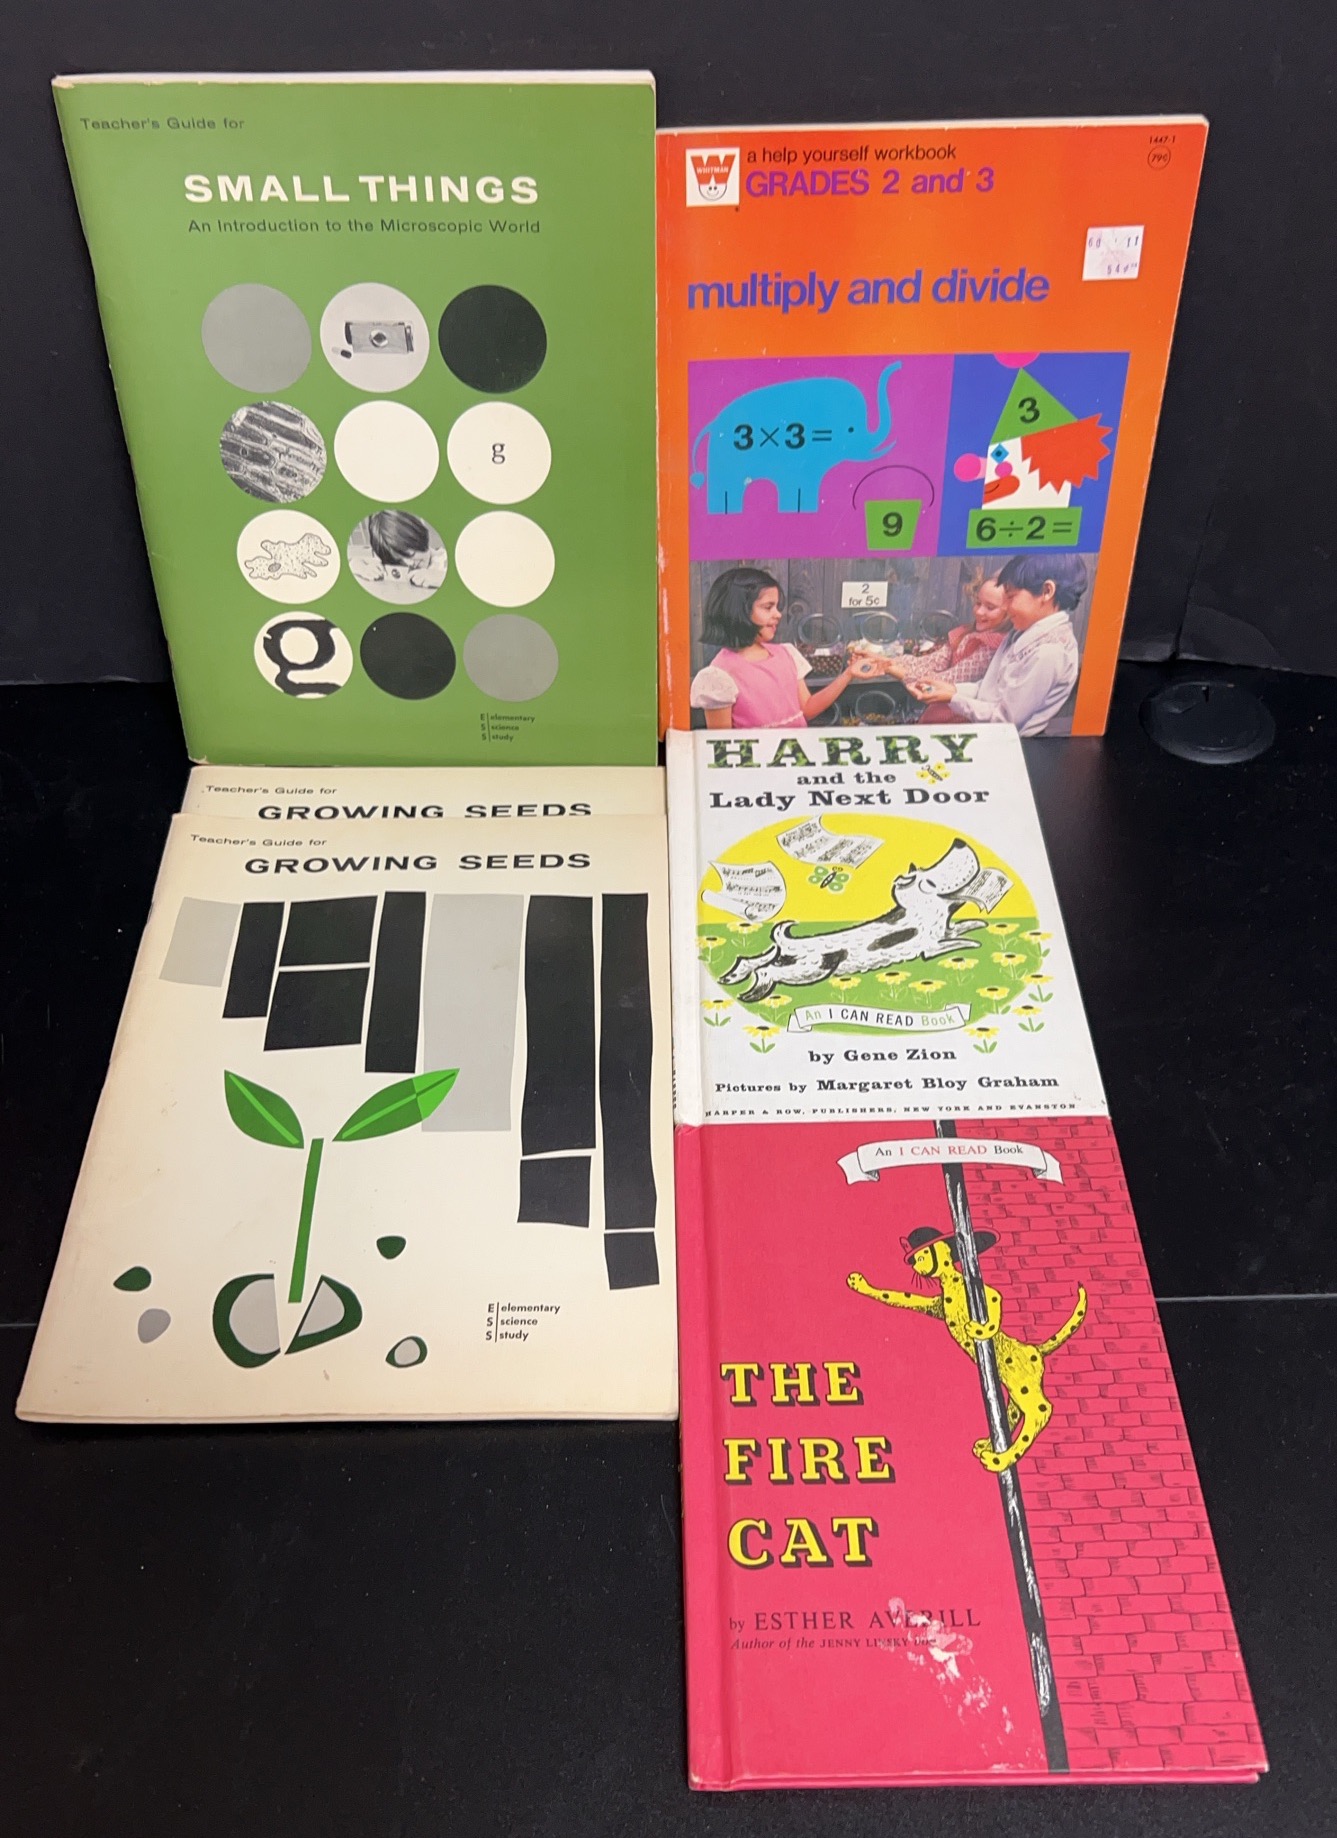 Teacher's Guide for
SMALL THINGS
An Introduction to the Microscopic World
g
g
E elementary
S science
S study
WHITMAN
a help yourself workbook
GRADES 2 and 3
1447-1
79¢
multiply and divide
3×3=
9
3
6÷2=
2
for 5¢
Teacher's Guide for
GROWING SEEDS
Teacher's Guide for
GROWING SEEDS
E elementary
S science
S study
HARRY
and the
Lady Next Door
An I CAN READ Book
by Gene Zion
Pictures by Margaret Bloy Graham
HARPER & ROW, PUBLISHERS, NEW YORK AND EVANSTON
An I CAN READ Book
THE
FIRE
CAT
by ESTHER AVERILL
Author of the JENNY LINSKY